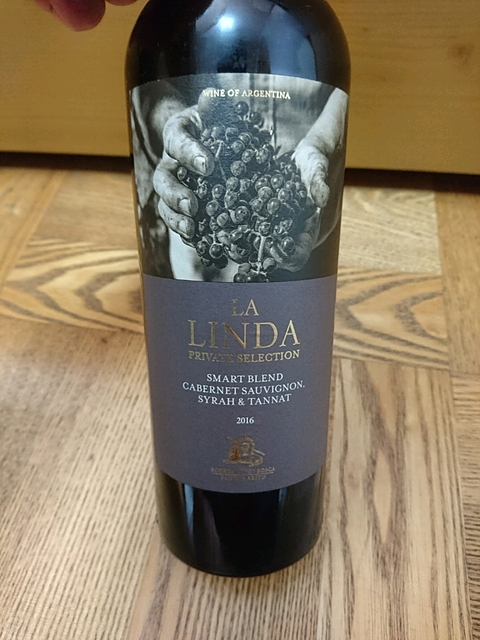 WINE OF ARGENTINA
LA
LINDA
PRIVATE SELECTION
SMART BLEND
CABERNET SAUVIGNON,
SYRAH & TANNAT
2016